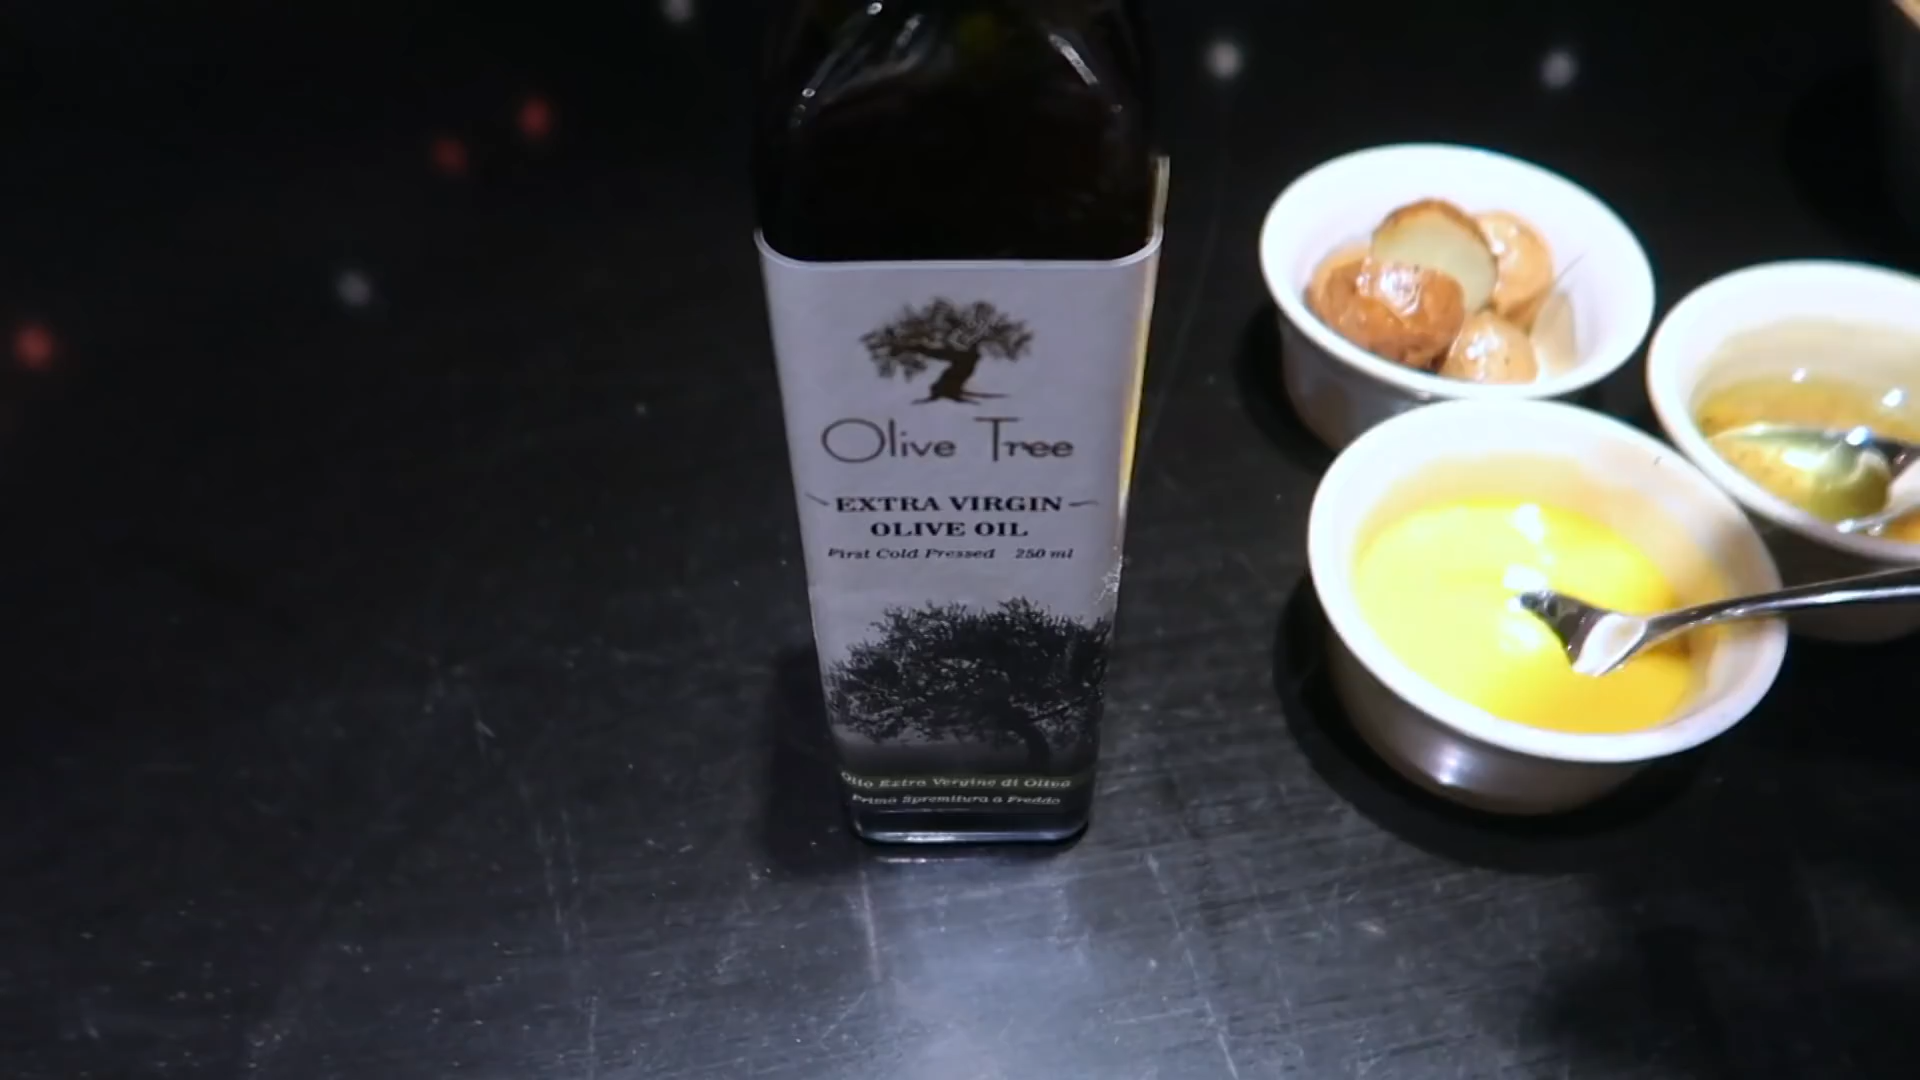 Olive Tree
EXTRA VIRGIN
OLIVE OIL
First Cold Pressed 250 ml
Olio Extra Vergine di Oliva
Prima Spremitura a Freddo